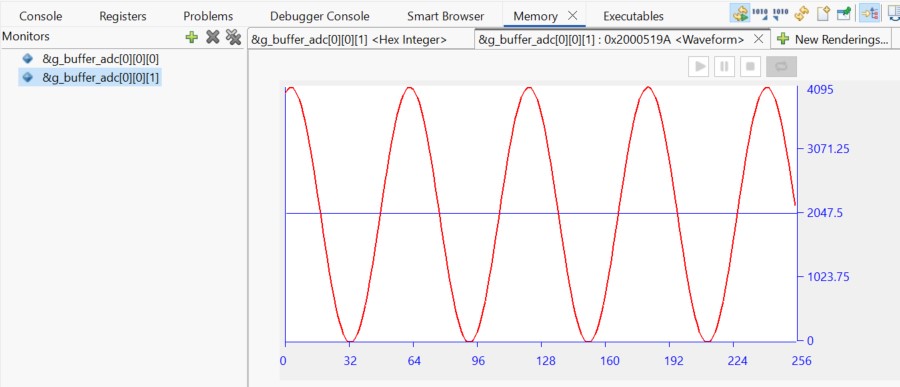 Console Registers Problems Debugger Console Smart Browser Memory Executables
Monitors
&g_buffer_adc[0][0][1] <Hex Integer>
&g_buffer_adc[0][0][1] : 0x2000519A <Waveform>
New Renderings...
&g_buffer_adc[0][0][0]
&g_buffer_adc[0][0][1]
4095
3071.25
2047.5
1023.75
0
0 32 64 96 128 160 192 224 256